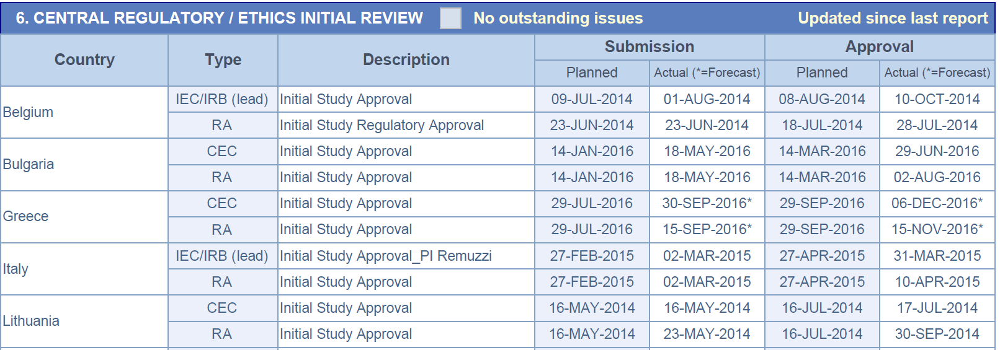 6. CENTRAL REGULATORY / ETHICS INITIAL REVIEW No outstanding issues Updated since last report
Country Type Description Submission Approval
Planned Actual (*=Forecast) Planned Actual (*=Forecast)
Belgium IEC/IRB (lead) Initial Study Approval 09-JUL-2014 01-AUG-2014 08-AUG-2014 10-OCT-2014
RA Initial Study Regulatory Approval 23-JUN-2014 23-JUN-2014 18-JUL-2014 28-JUL-2014
Bulgaria CEC Initial Study Approval 14-JAN-2016 18-MAY-2016 14-MAR-2016 29-JUN-2016
RA Initial Study Approval 14-JAN-2016 18-MAY-2016 14-MAR-2016 02-AUG-2016
Greece CEC Initial Study Approval 29-JUL-2016 30-SEP-2016* 29-SEP-2016 06-DEC-2016*
RA Initial Study Approval 29-JUL-2016 15-SEP-2016* 29-SEP-2016 15-NOV-2016*
Italy IEC/IRB (lead) Initial Study Approval_PI Remuzzi 27-FEB-2015 02-MAR-2015 27-APR-2015 31-MAR-2015
RA Initial Study Approval 27-FEB-2015 02-MAR-2015 27-APR-2015 10-APR-2015
Lithuania CEC Initial Study Approval 16-MAY-2014 16-MAY-2014 16-JUL-2014 17-JUL-2014
RA Initial Study Approval 16-MAY-2014 23-MAY-2014 16-JUL-2014 30-SEP-2014